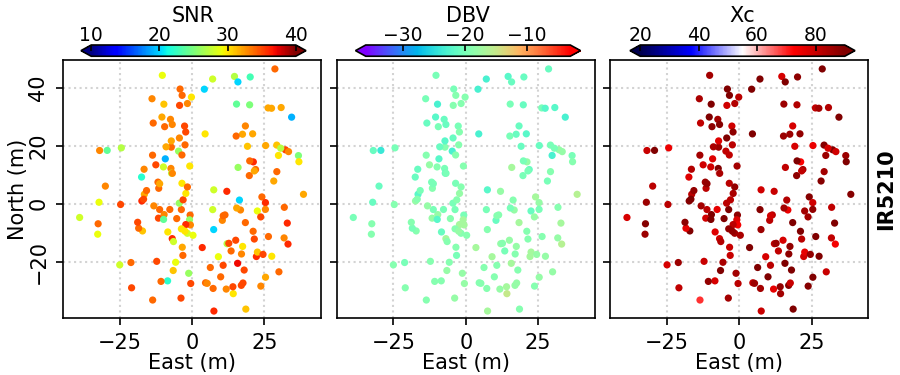 SNR DBV Xc
10 20 30 40 −30 −20 −10 20 40 60 80
40
20
0
−20
North (m)
IR5210
−25 0 25 −25 0 25 −25 0 25
East (m) East (m) East (m)